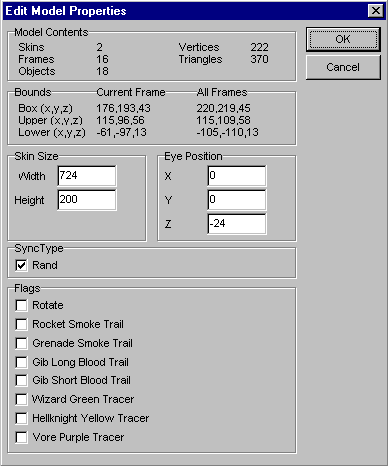 Edit Model Properties
Model Contents
Skins 2 Vertices 222
Frames 16 Triangles 370
Objects 18
OK
Cancel
Bounds Current Frame All Frames
Box (x,y,z) 176,193,43 220,219,45
Upper (x,y,z) 115,96,56 115,109,58
Lower (x,y,z) -61,-97,13 -105,-110,13
Skin Size
Width 724
Height 200
Eye Position
X 0
Y 0
Z -24
SyncType
Rand
Flags
Rotate
Rocket Smoke Trail
Grenade Smoke Trail
Gib Long Blood Trail
Gib Short Blood Trail
Wizard Green Tracer
Hellknight Yellow Tracer
Vore Purple Tracer